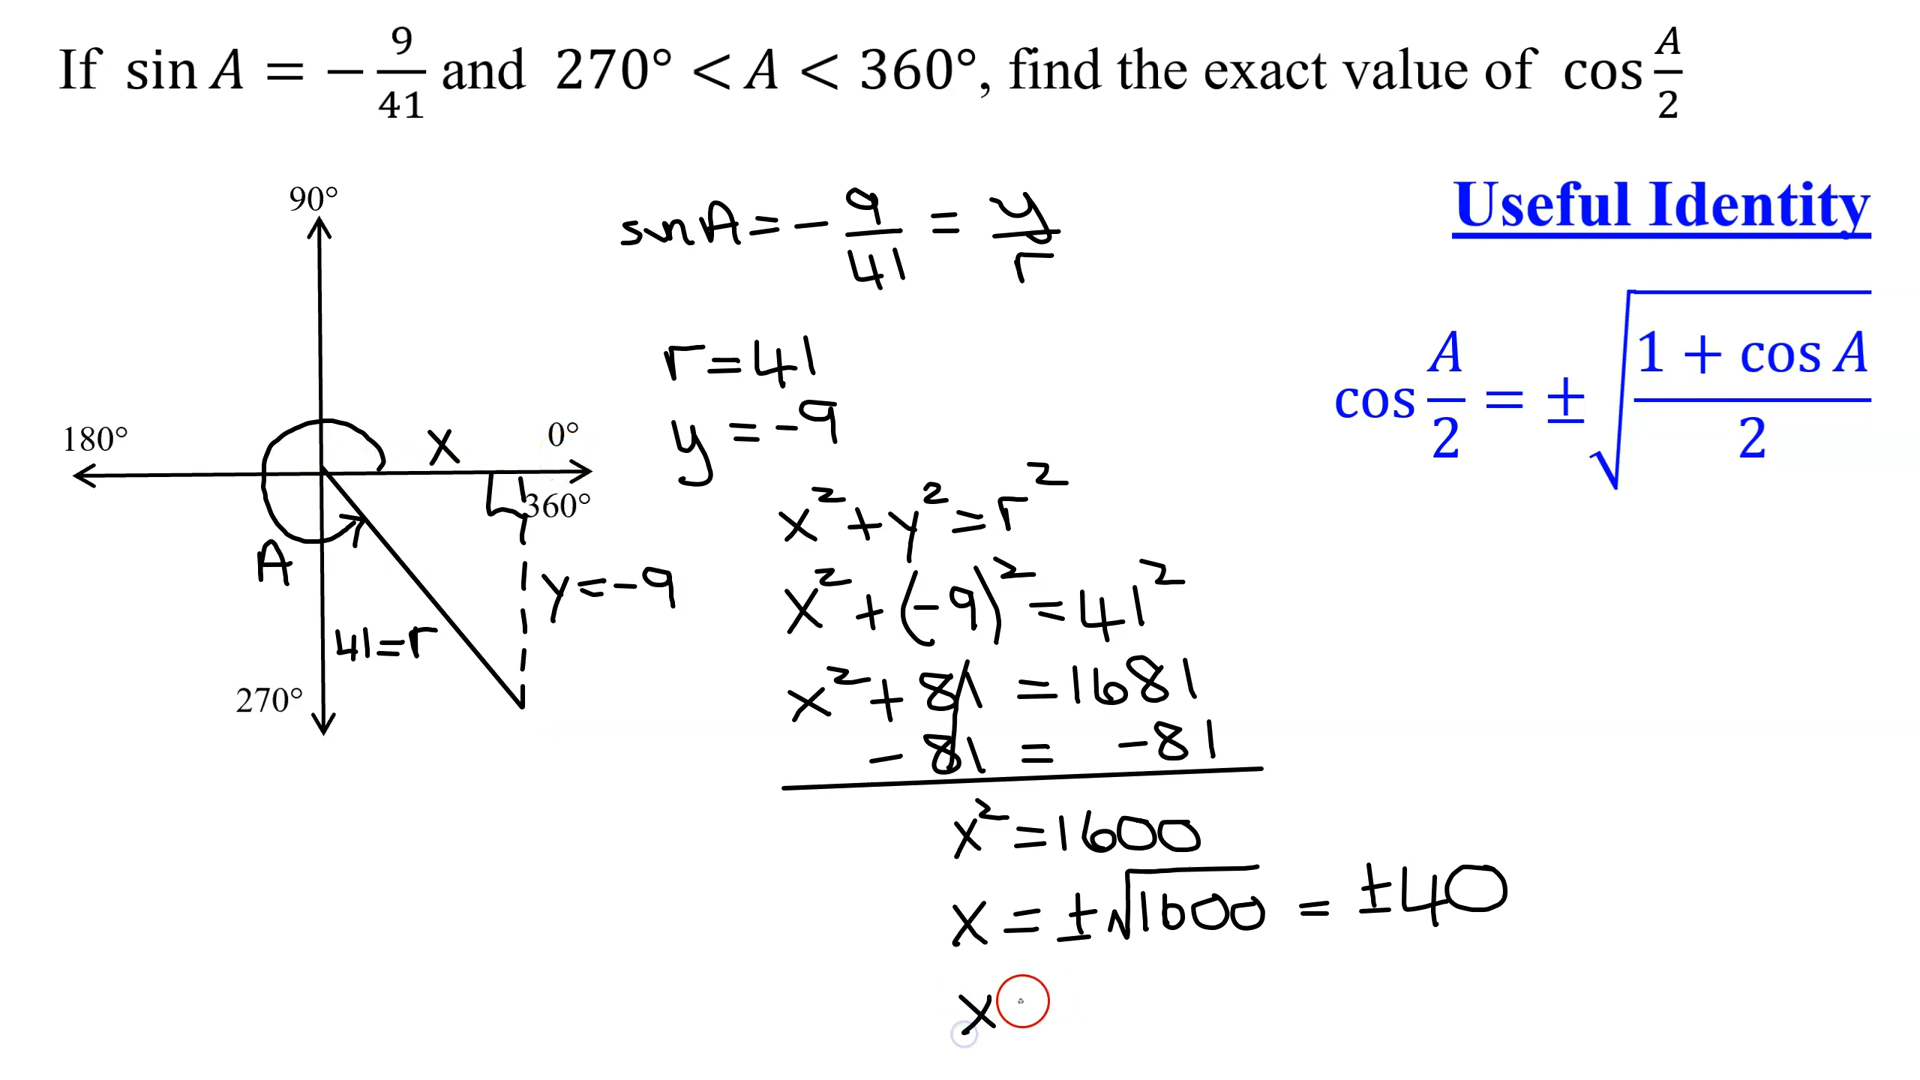 If sin A = − 9/41 and 270° < A < 360°, find the exact value of cos A/2
Useful Identity
cos A/2 = ± √((1 + cos A)/2)
90°
180°
0°
360°
270°
x
A
41=r
y=-9
sinA = - 9/41 = y/r
r=41
y=-9
x²+y²=r²
x²+(-9)²=41²
x²+81=1681
-81 = -81
x²=1600
x=±√1600 = ±40
x